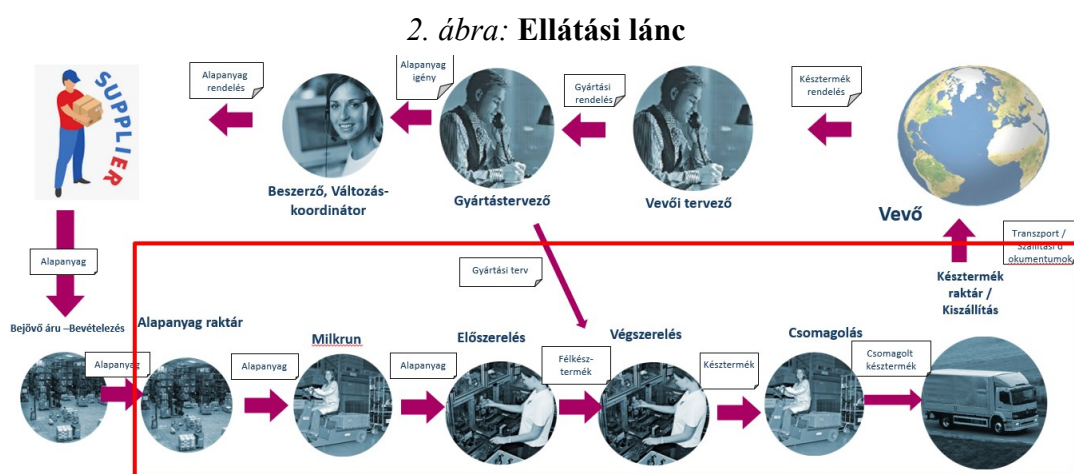 2. ábra: Ellátási lánc
SUPPLIER
Alapanyag
rendelés
Alapanyag
igény
Gyártási
rendelés
Késztermék
rendelés
Beszerző, Változás-
koordinátor
Gyártástervező
Vevői tervező
Vevő
Alapanyag
Gyártási terv
Transzport /
Szállítási d
okumentumok
Késztermék
raktár /
Kiszállítás
Bejövő áru –Bevételezés
Alapanyag raktár
Milkrun
Előszerelés
Végszerelés
Csomagolás
Alapanyag
Alapanyag
Alapanyag
Félkész-
termék
Késztermék
Csomagolt
késztermék